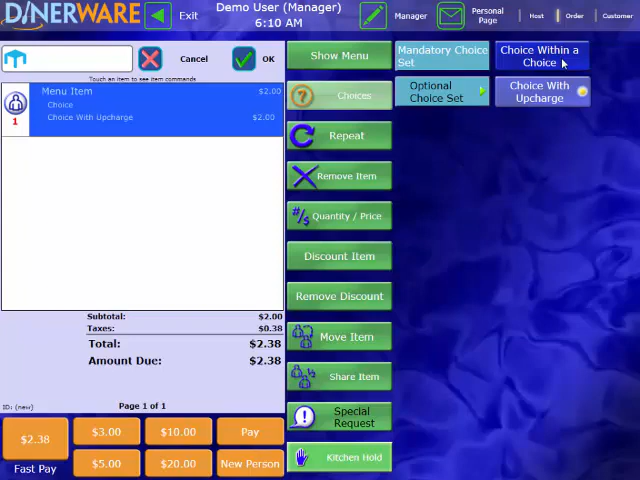 DINERWARE
Exit
Demo User (Manager)
6:10 AM
Manager
Personal
Page
Host
Order
Customer
Cancel
OK
Touch an item to see item commands
Menu Item $2.00
Choice
Choice With Upcharge $2.00
1
Subtotal: $2.00
Taxes: $0.38
Total: $2.38
Amount Due: $2.38
ID: (new)
Page 1 of 1
$2.38
Fast Pay
$3.00
$10.00
Pay
$5.00
$20.00
New Person
Show Menu
Choices
Repeat
Remove Item
#/$ Quantity / Price
Discount Item
Remove Discount
Move Item
Share Item
Special
Request
Kitchen Hold
Mandatory Choice
Set
Choice Within a
Choice
Optional
Choice Set
Choice With
Upcharge